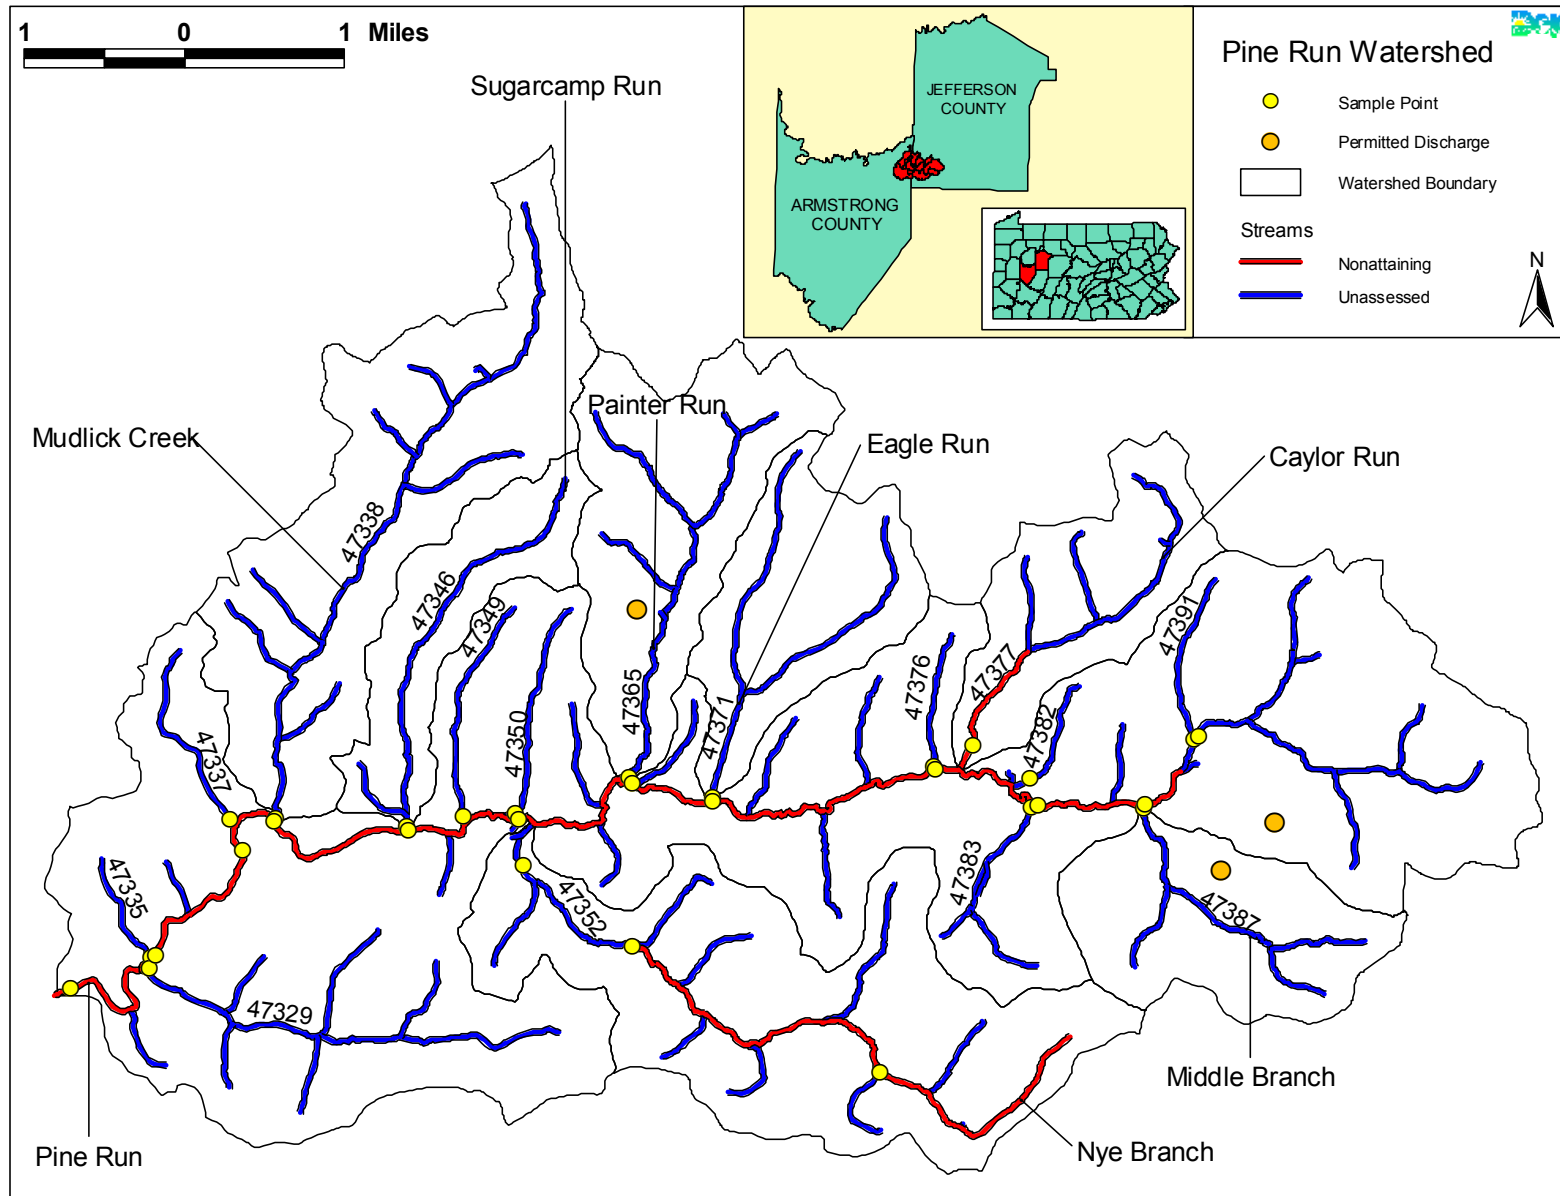 1 0 1 Miles
Sugarcamp Run
JEFFERSON
COUNTY
ARMSTRONG
COUNTY
Pine Run Watershed
Sample Point
Permitted Discharge
Watershed Boundary
Streams
Nonattaining
Unassessed
N
Painter Run
Mudlick Creek
Eagle Run
Caylor Run
47338
47346
47349
47350
47365
47371
47376
47377
47382
47391
47337
47335
47352
47383
47387
47329
Middle Branch
Nye Branch
Pine Run